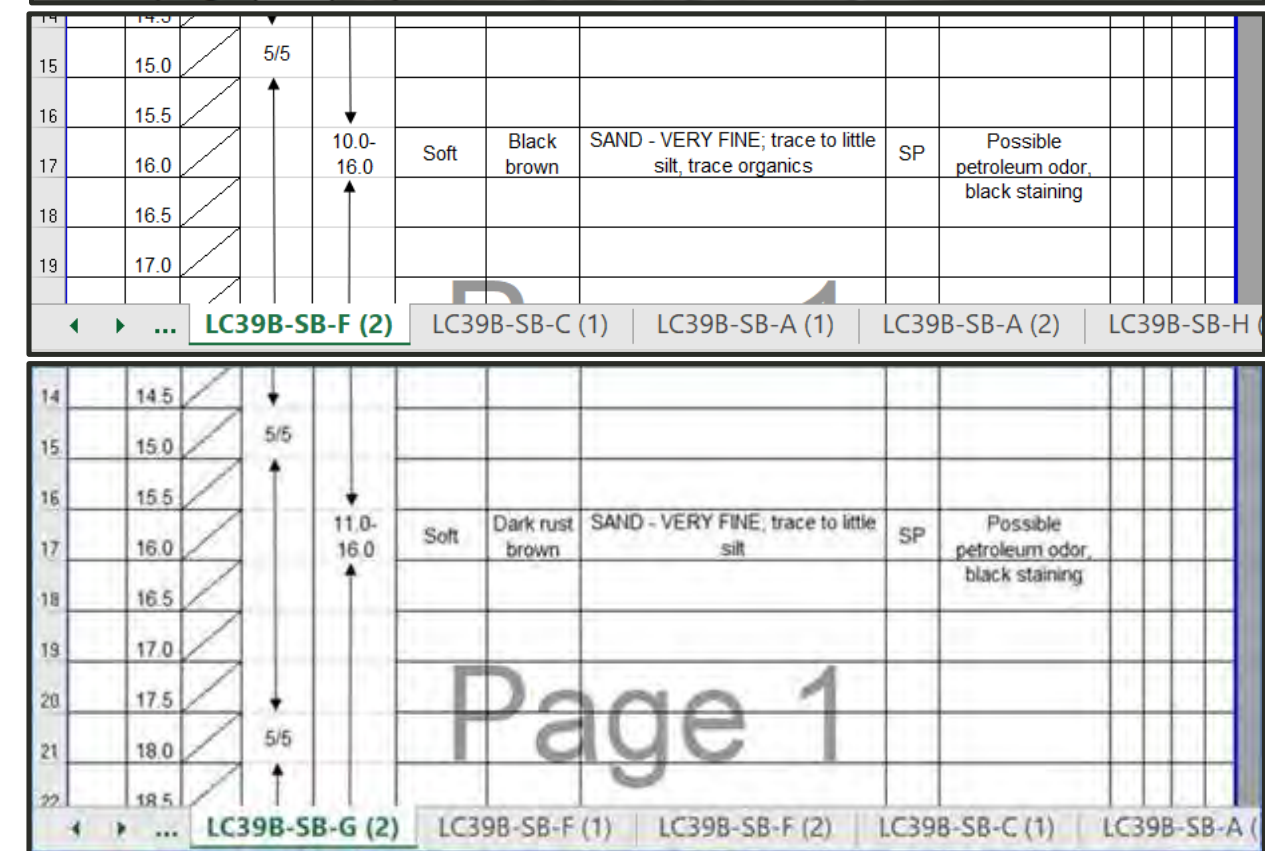 14 14.5
15 15.0 5/5
16 15.5
17 16.0 10.0- 16.0 Soft Black brown SAND - VERY FINE; trace to little silt, trace organics SP Possible petroleum odor, black staining
18 16.5
19 17.0
Page 1
... LC39B-SB-F (2) LC39B-SB-C (1) LC39B-SB-A (1) LC39B-SB-A (2) LC39B-SB-H (
14 14.5
15 15.0 5/5
16 15.5
17 16.0 11.0- 16.0 Soft Dark rust brown SAND - VERY FINE; trace to little silt SP Possible petroleum odor, black staining
18 16.5
19 17.0
20 17.5
21 18.0 5/5
22 18.5
Page 1
... LC39B-SB-G (2) LC39B-SB-F (1) LC39B-SB-F (2) LC39B-SB-C (1) LC39B-SB-A (